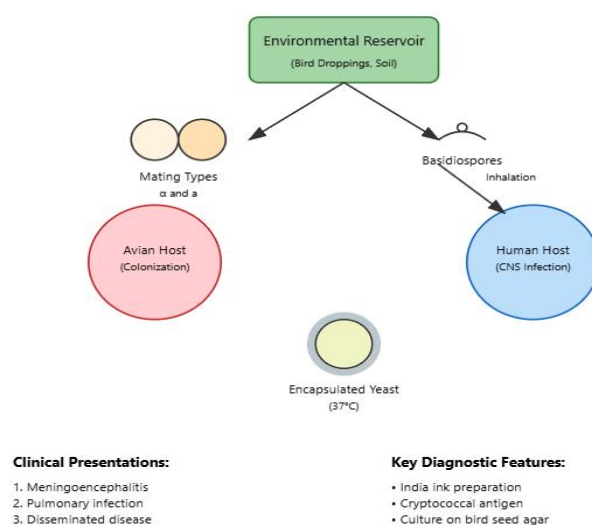 Environmental Reservoir
(Bird Droppings, Soil)
Mating Types
α and a
Basidiospores
Inhalation
Avian Host
(Colonization)
Human Host
(CNS Infection)
Encapsulated Yeast
(37°C)
Clinical Presentations:
1. Meningoencephalitis
2. Pulmonary infection
3. Disseminated disease
Key Diagnostic Features:
• India ink preparation
• Cryptococcal antigen
• Culture on bird seed agar